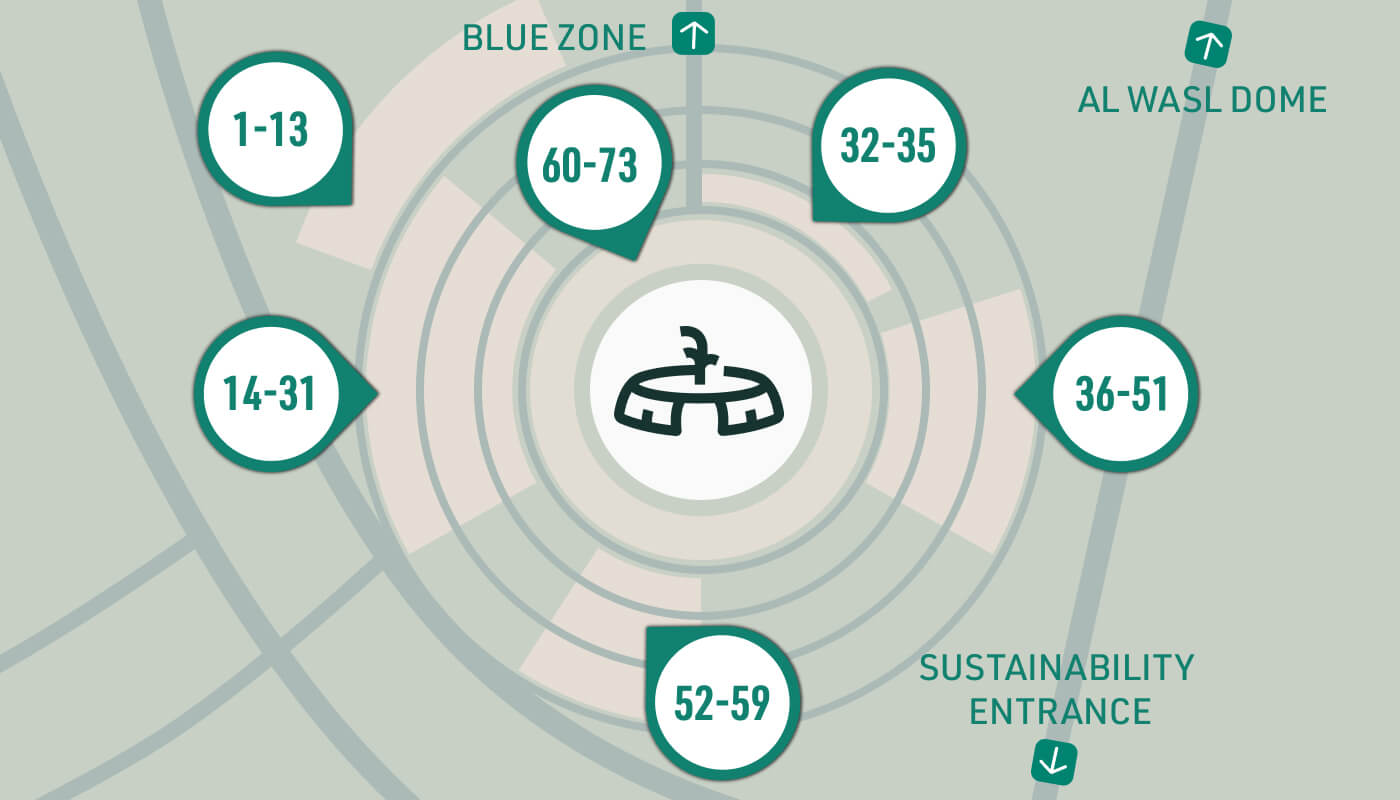 BLUE ZONE
AL WASL DOME
1-13
60-73
32-35
14-31
36-51
52-59
SUSTAINABILITY
ENTRANCE